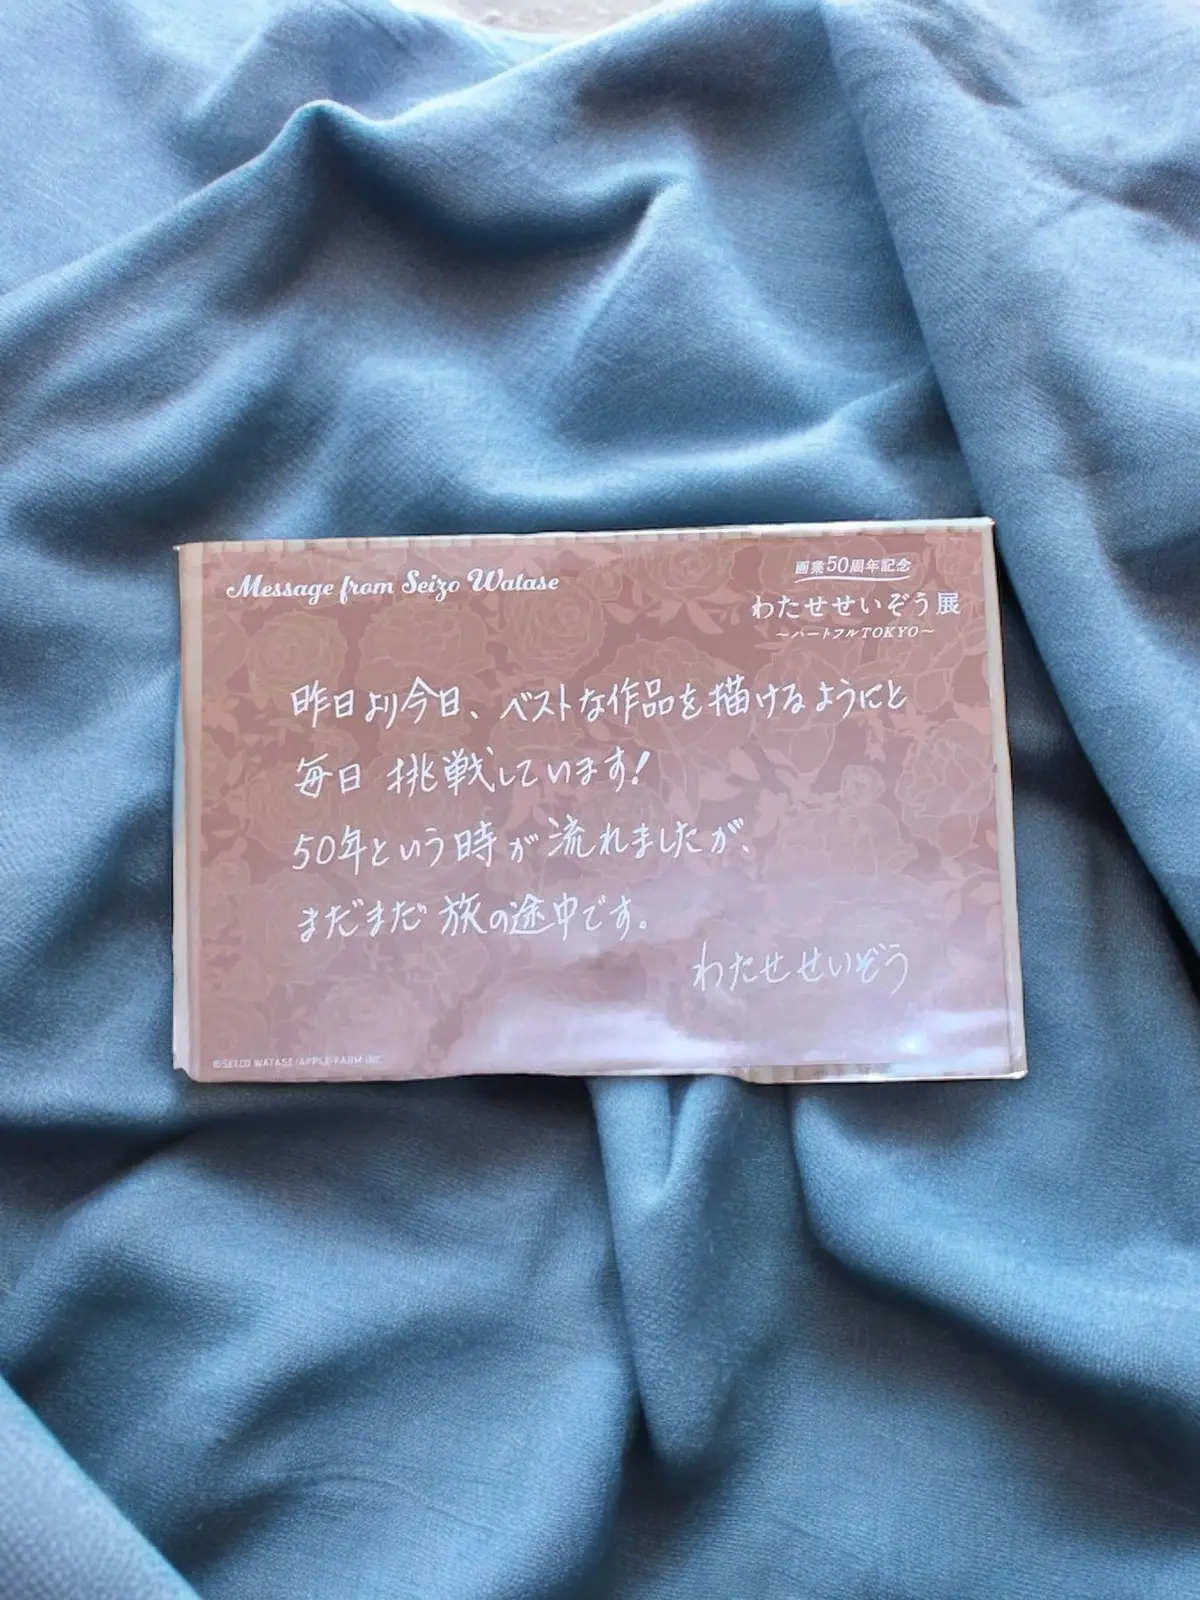 Message from Seizo Watase
画業50周年記念
わたせせいぞう展
～ハートフルTOKYO～
昨日より今日、ベストな作品を描けるようにと
毎日 挑戦しています!
50年という時が流れましたが、
まだまだ旅の途中です。
わたせせいぞう
©SEIZO WATASE/APPLE FARM INC.